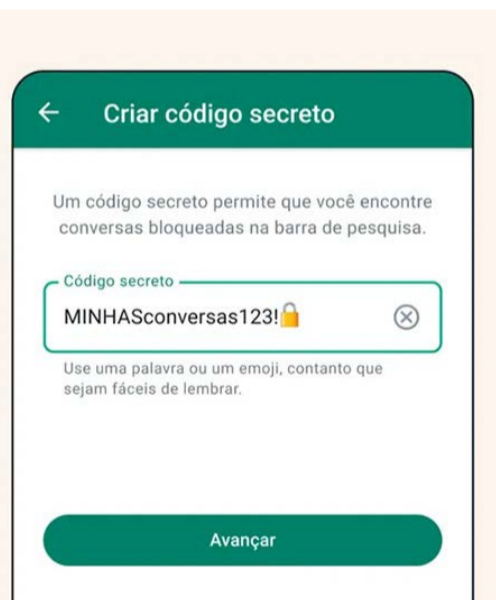 Criar código secreto
Um código secreto permite que você encontre
conversas bloqueadas na barra de pesquisa.
Código secreto
MINHASconversas123!🔒
Use uma palavra ou um emoji, contanto que
sejam fáceis de lembrar.
Avançar